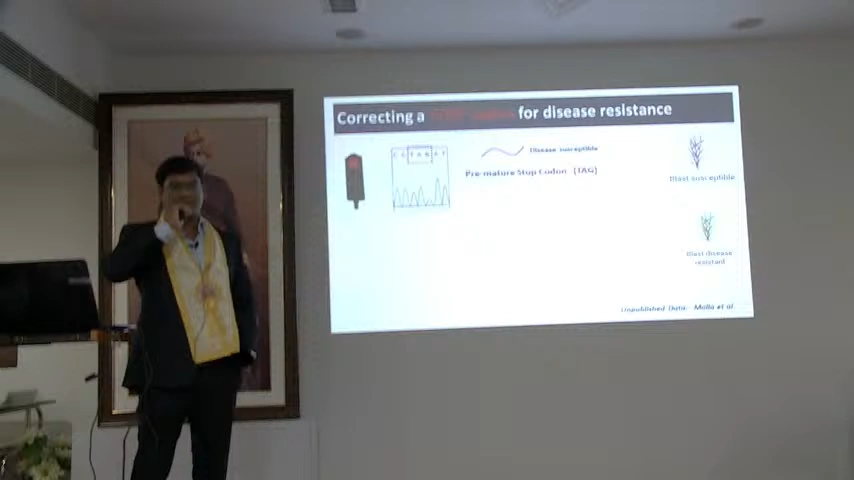 Correcting a for disease resistance
Disease susceptible
Pre-mature Stop Codon (TAG)
Blast susceptible
Blast disease
resistant
Unpublished Data: Molla et al.